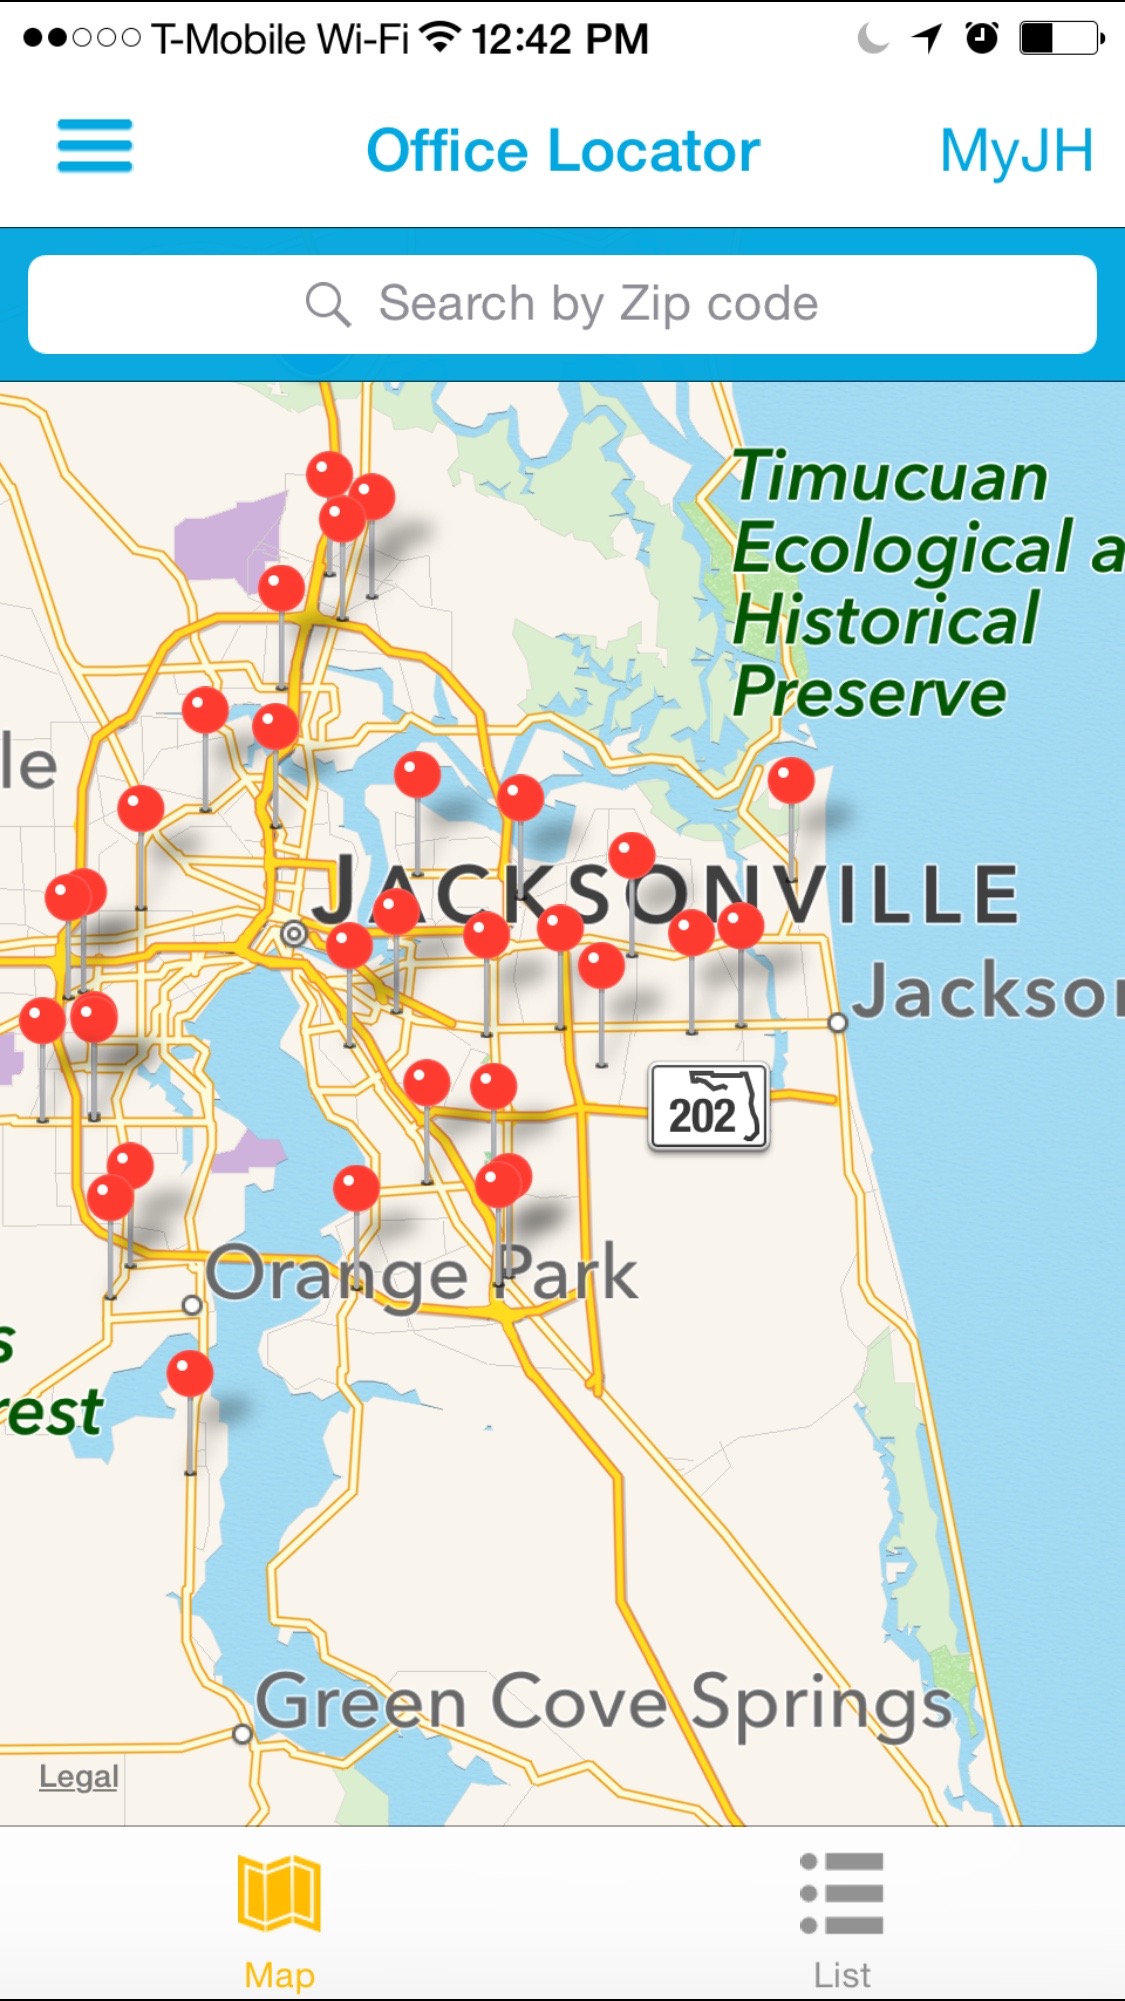 T-Mobile Wi-Fi 12:42 PM
Office Locator MyJH
Search by Zip code
Timucuan
Ecological a
Historical
Preserve
le
JACKSONVILLE
Jackson
202
Orange Park
s
rest
Green Cove Springs
Legal
Map List